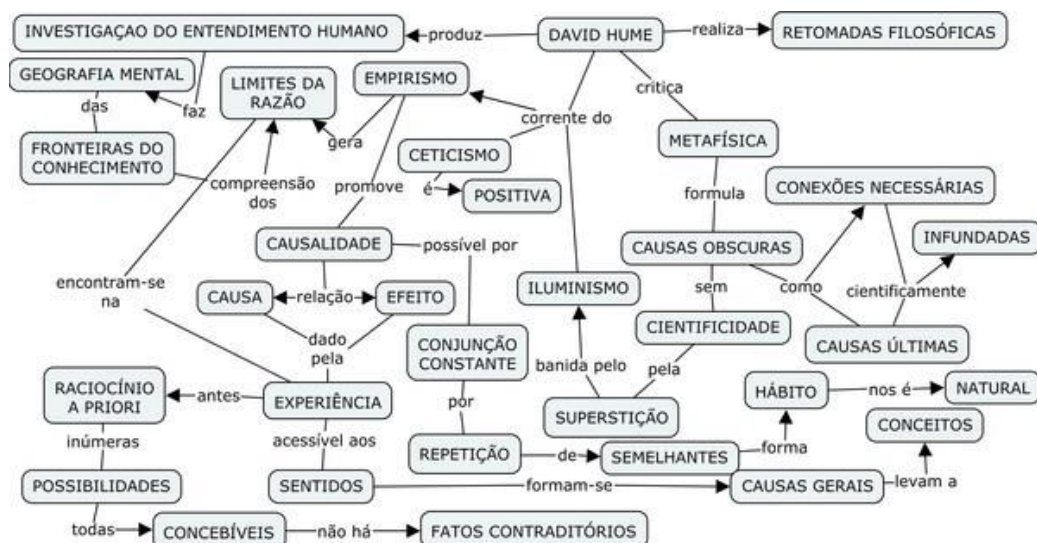 INVESTIGAÇAO DO ENTENDIMENTO HUMANO
produz
DAVID HUME
realiza
RETOMADAS FILOSÓFICAS
GEOGRAFIA MENTAL
faz
LIMITES DA
RAZÃO
EMPIRISMO
critica
das
gera
corrente do
FRONTEIRAS DO
CONHECIMENTO
CETICISMO
METAFÍSICA
compreensão
dos
promove
é
POSITIVA
formula
CONEXÕES NECESSÁRIAS
CAUSALIDADE
possível por
CAUSAS OBSCURAS
INFUNDADAS
encontram-se
na
CAUSA
relação
EFEITO
ILUMINISMO
sem
como
cientificamente
dado
pela
CONJUNÇÃO
CONSTANTE
CIENTIFICIDADE
CAUSAS ÚLTIMAS
banida pelo
pela
RACIOCÍNIO
A PRIORI
antes
EXPERIÊNCIA
por
SUPERSTIÇÃO
HÁBITO
nos é
NATURAL
inúmeras
acessível aos
REPETIÇÃO
de
SEMELHANTES
forma
CONCEITOS
POSSIBILIDADES
SENTIDOS
formam-se
CAUSAS GERAIS
levam a
todas
CONCEBÍVEIS
não há
FATOS CONTRADITÓRIOS